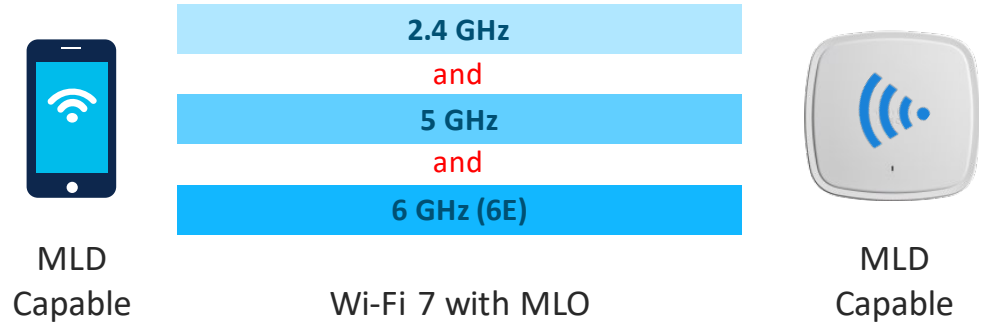 2.4 GHz
and
5 GHz
and
6 GHz (6E)
MLD
Capable
Wi-Fi 7 with MLO
MLD
Capable